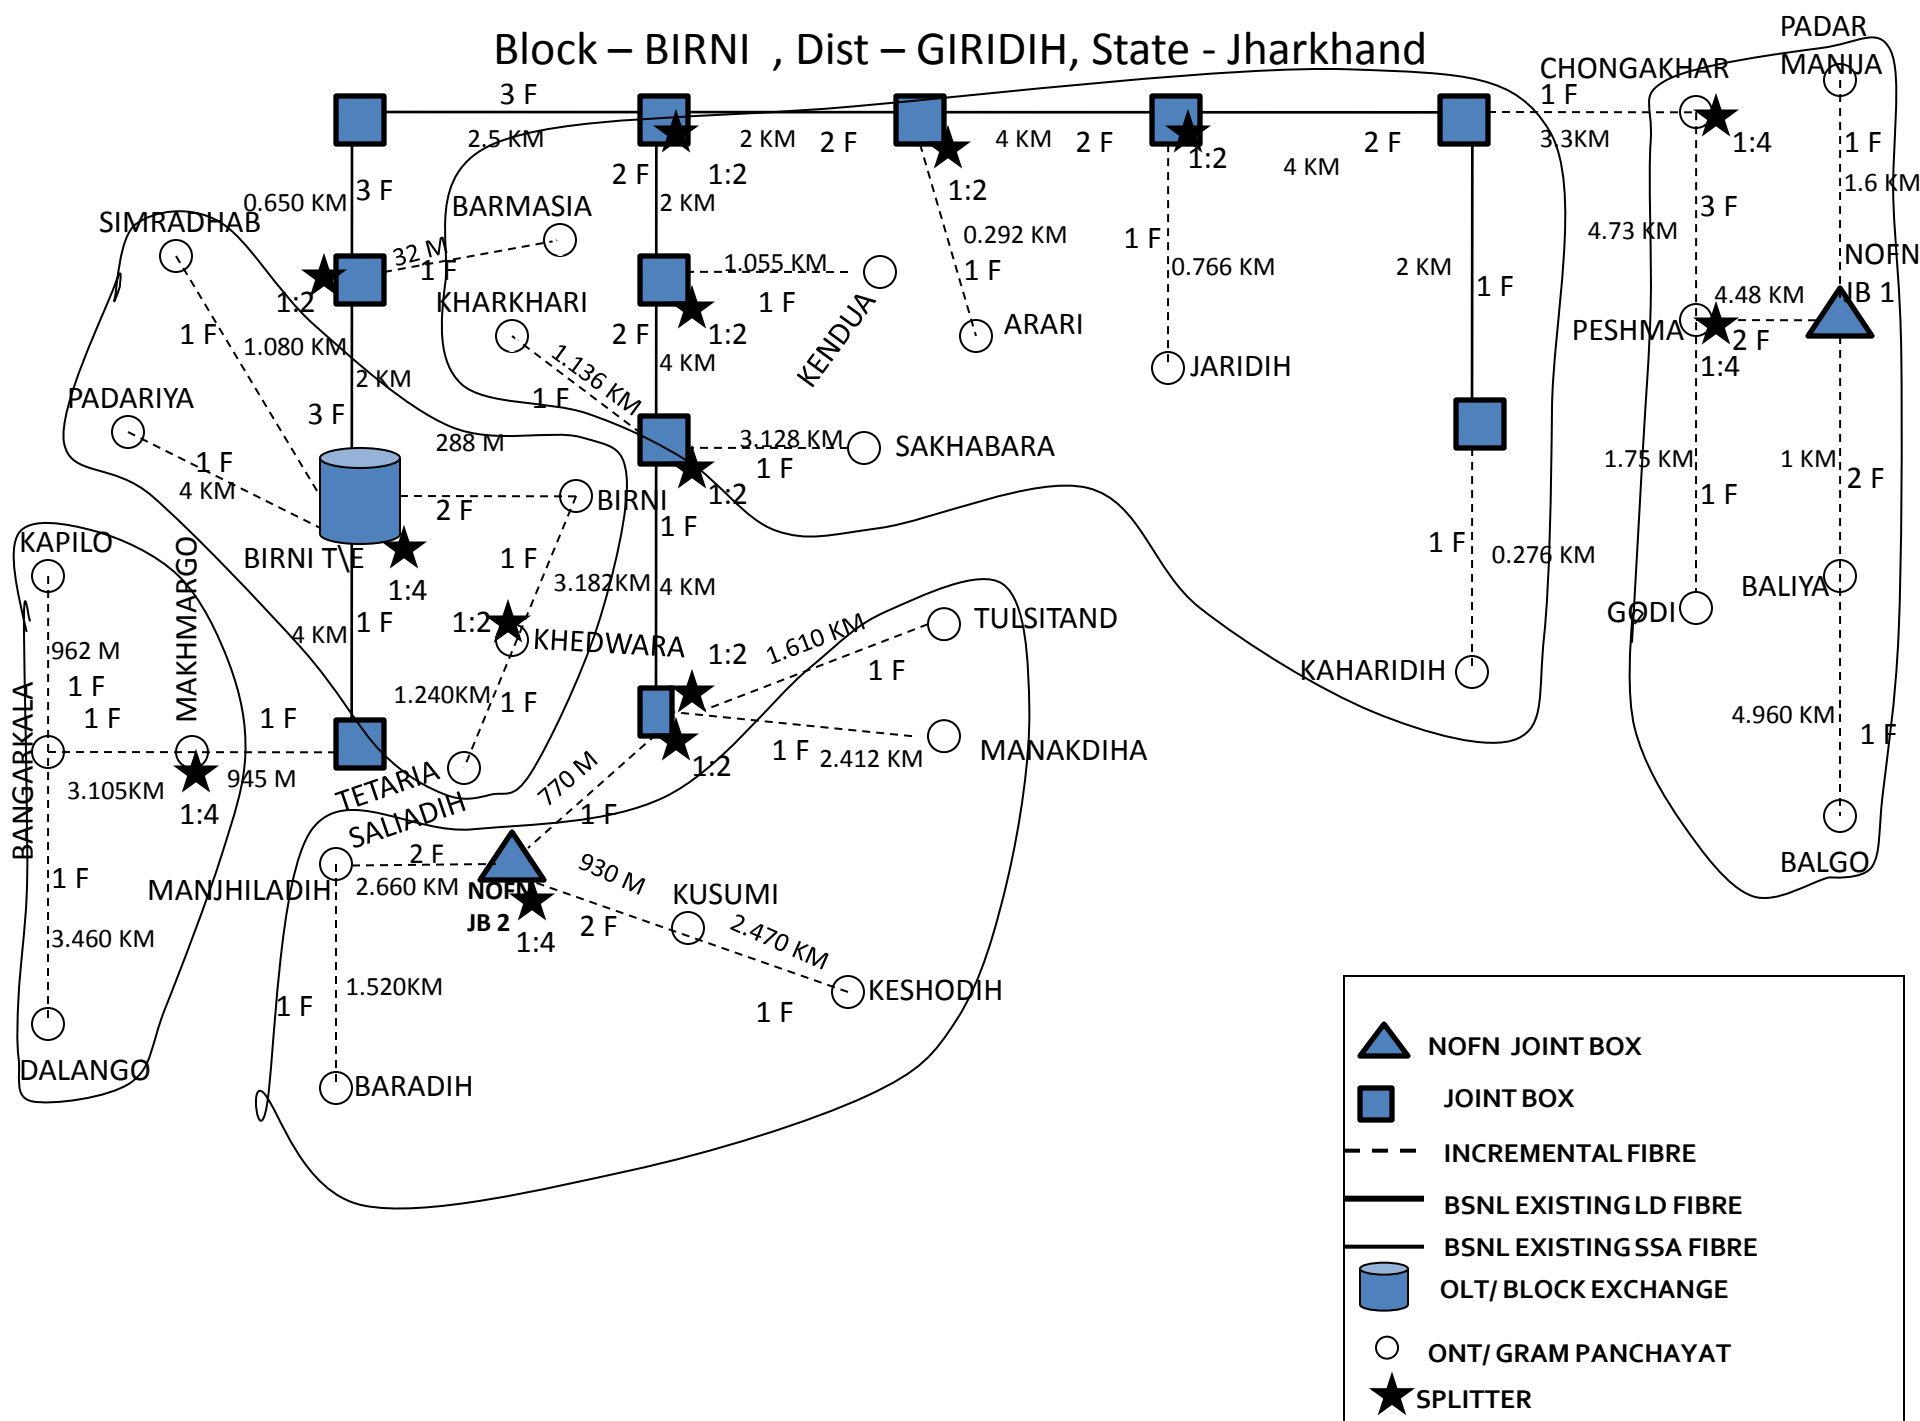 Block – BIRNI , Dist – GIRIDIH, State - Jharkhand
PADAR
MANIJA
CHONGAKHAR
3 F
1 F
2.5 KM
2 KM
2 F
4 KM
2 F
4 KM
2 F
3.3KM
1:4
1 F
1:2
1:2
1:2
2 F
3 F
0.650 KM
2 KM
1.6 KM
SIMRADHAB
BARMASIA
32 M
1 F
0.292 KM
1 F
1 F
0.766 KM
2 KM
1 F
4.73 KM
3 F
NOFN
JB 1
1.055 KM
1 F
KENDUA
1:2
KHARKHARI
1 F
1.080 KM
2 F
1:2
4 KM
ARARI
JARIDIH
PESHMA
4.48 KM
2 F
1:4
1.136 KM
1 F
2 KM
PADARIYA
3 F
288 M
3.128 KM
1 F
SAKHABARA
1:2
1 F
4 KM
BIRNI
2 F
1.75 KM
1 F
1 KM
2 F
KAPILO
MAKHMARGO
BIRNI T\E
1:4
1 F
3.182KM
1 F
4 KM
1 F
0.276 KM
BALIYA
GODI
962 M
1 F
4 KM
1 F
1:2
KHEDWARA
1:2
1.610 KM
1 F
TULSITAND
KAHARIDIH
BANGARKALA
1 F
1 F
1.240KM
1 F
4.960 KM
1 F
3.105KM
945 M
1:4
TETARIA
770 M
1 F
1:2
1 F
2.412 KM
MANAKDIHA
SALIADIH
2 F
BALGO
1 F
MANJHILADIH
2.660 KM
NOFN
JB 2
1:4
930 M
2 F
KUSUMI
2.470 KM
3.460 KM
1.520KM
1 F
1 F
KESHODIH
DALANGO
BARADIH
NOFN JOINT BOX
JOINT BOX
INCREMENTAL FIBRE
BSNL EXISTING LD FIBRE
BSNL EXISTING SSA FIBRE
OLT/ BLOCK EXCHANGE
ONT/ GRAM PANCHAYAT
SPLITTER